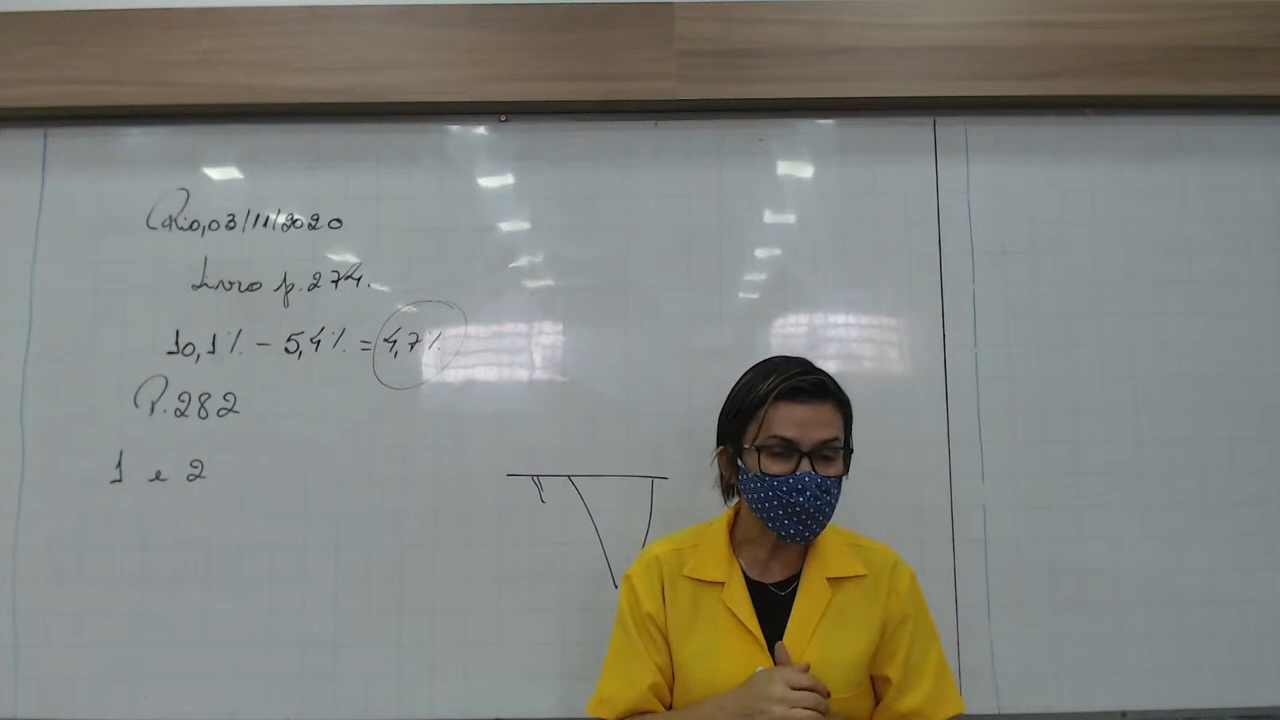 Rio, 03/11/2020
Livro p. 274.
10,1% - 5,4% = 4,7%
P. 282
1 e 2